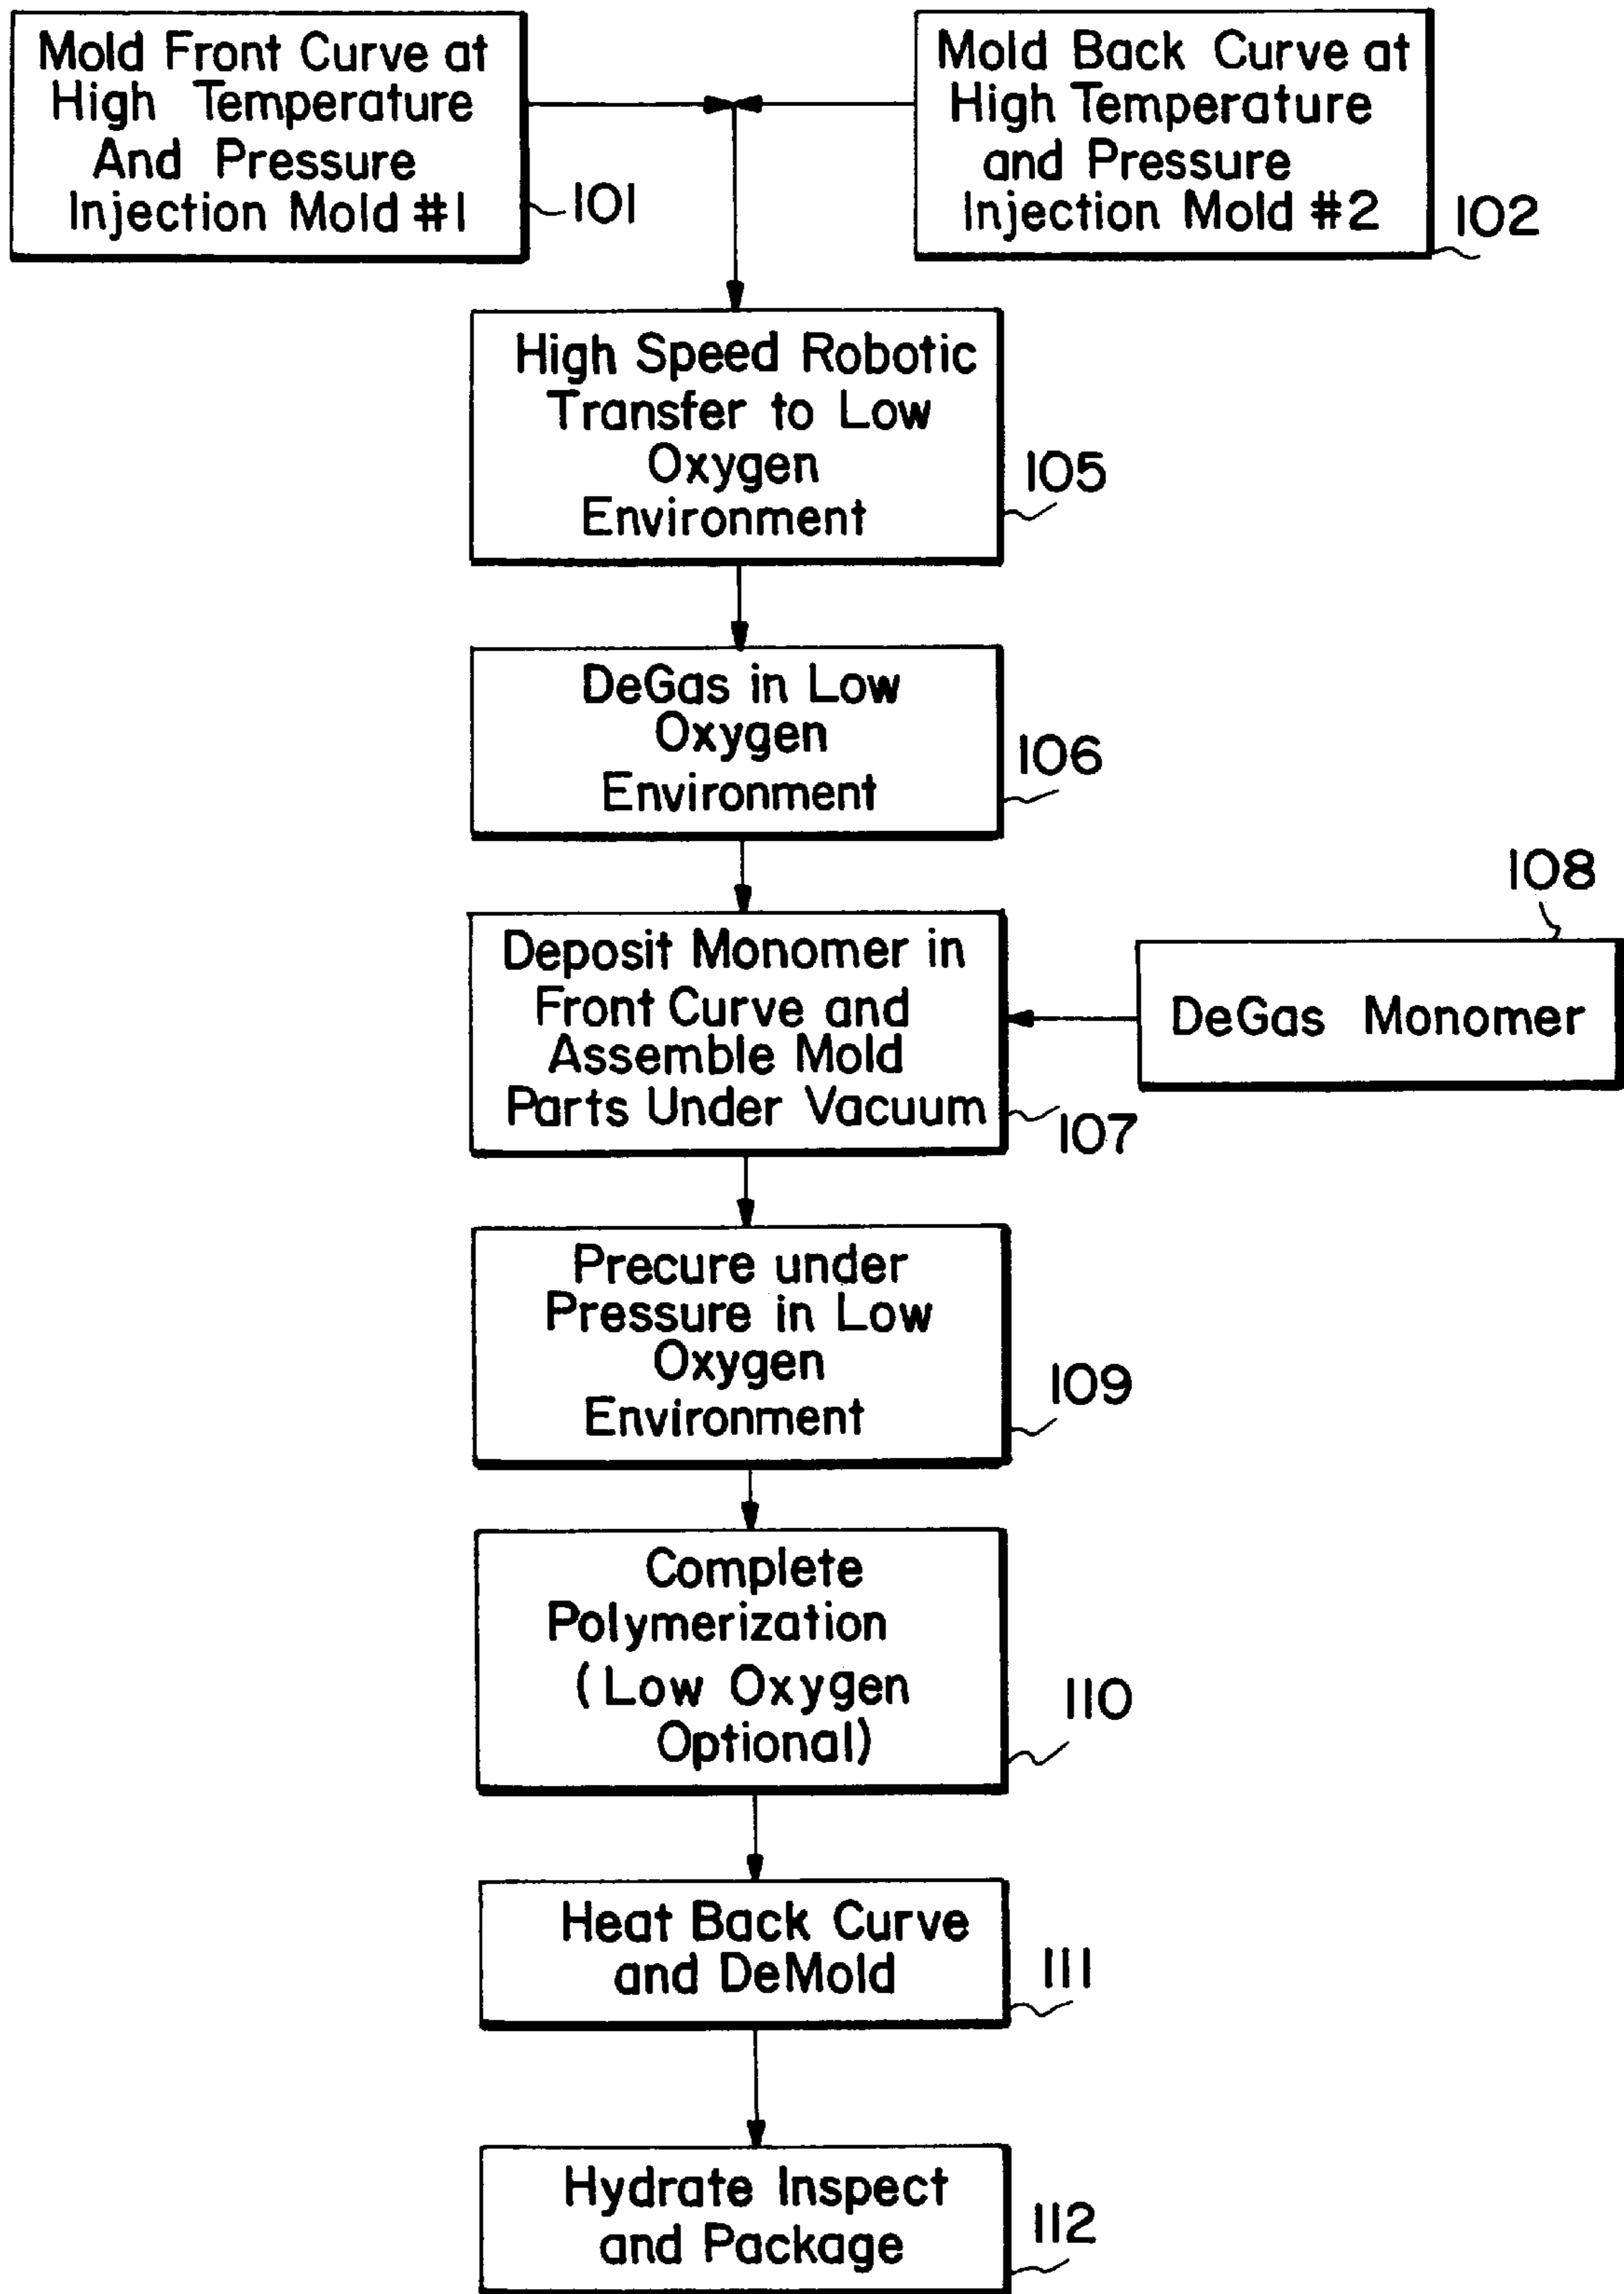 Mold Front Curve at
High Temperature
And Pressure
Injection Mold #1
101
Mold Back Curve at
High Temperature
and Pressure
Injection Mold #2
102
High Speed Robotic
Transfer to Low
Oxygen
Environment
105
DeGas in Low
Oxygen
Environment
106
108
Deposit Monomer in
Front Curve and
Assemble Mold
Parts Under Vacuum
107
DeGas Monomer
Precure under
Pressure in Low
Oxygen
Environment
109
Complete
Polymerization
(Low Oxygen
Optional)
110
Heat Back Curve
and DeMold
111
Hydrate Inspect
and Package
112